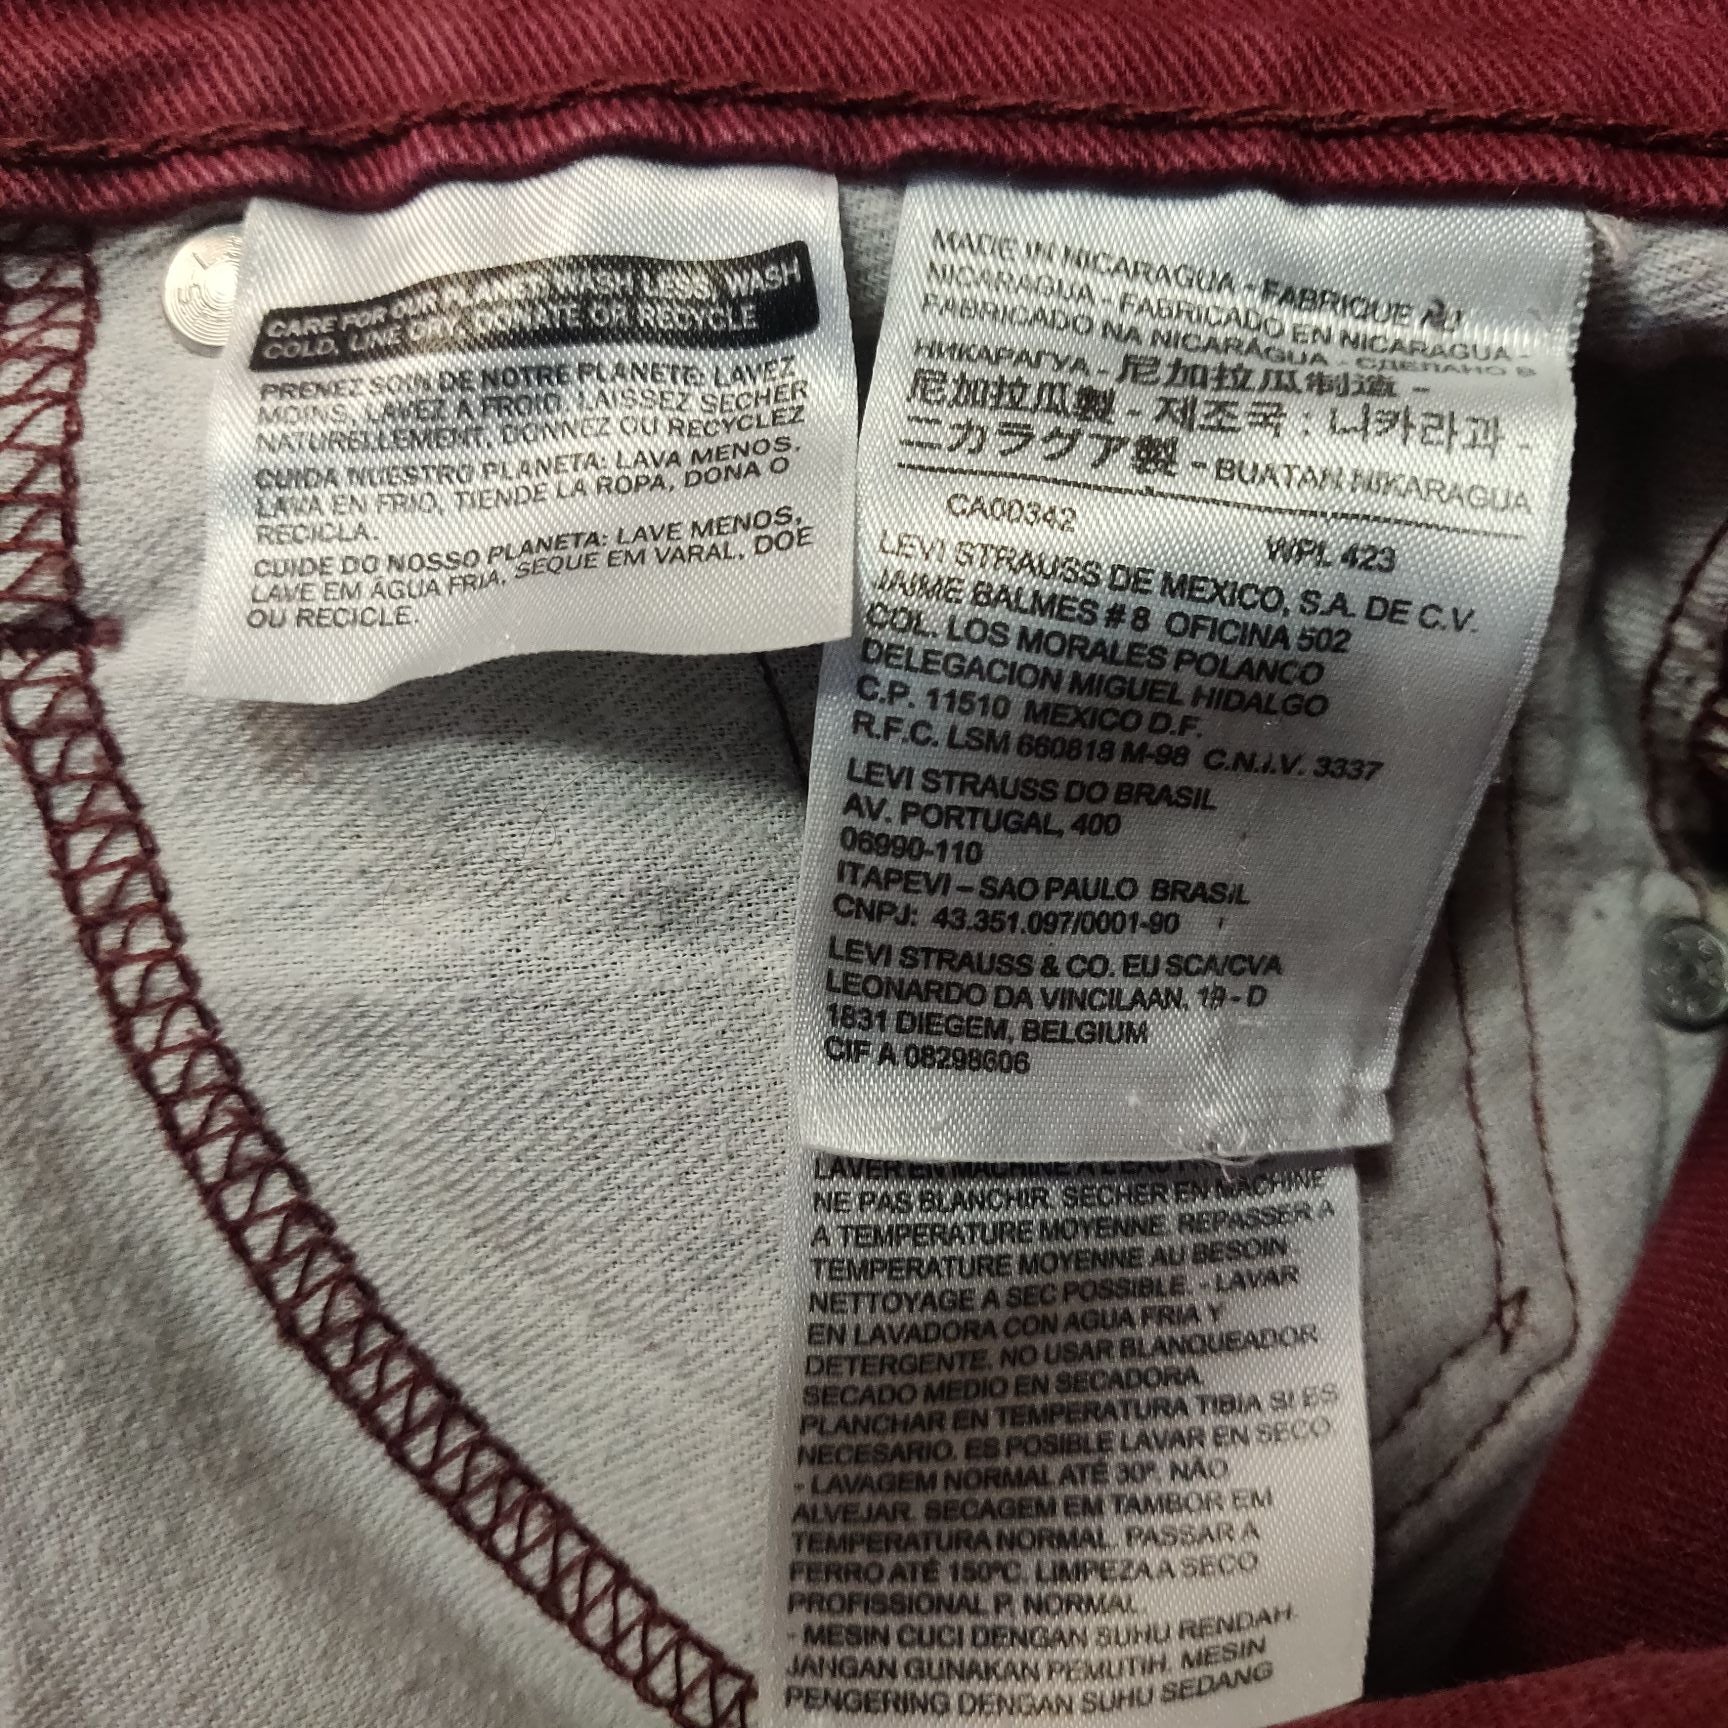 CARE FOR OUR PLANET: WASH LESS, WASH
COLD, LINE DRY, DONATE OR RECYCLE
PRENEZ SOIN DE NOTRE PLANETE: LAVEZ
MOINS, LAVEZ A FROID, LAISSEZ SECHER
NATURELLEMENT, DONNEZ OU RECYCLEZ
CUIDA NUESTRO PLANETA: LAVA MENOS,
LAVA EN FRIO, TIENDE LA ROPA, DONA O
RECICLA.
CUIDE DO NOSSO PLANETA: LAVE MENOS,
LAVE EM ÁGUA FRIA, SEQUE EM VARAL, DOE
OU RECICLE.
MADE IN NICARAGUA - FABRIQUE AU
NICARAGUA - FABRICADO EN NICARAGUA -
FABRICADO NA NICARÁGUA - СДЕЛАНО В
НИКАРАГУА - 尼加拉瓜制造 -
尼加拉瓜製 - 제조국 : 니카라과 -
ニカラグア製 - BUATAN NIKARAGUA
CA00342
WPL 423
LEVI STRAUSS DE MEXICO, S.A. DE C.V.
JAIME BALMES # 8 OFICINA 502
COL. LOS MORALES POLANCO
DELEGACION MIGUEL HIDALGO
C.P. 11510 MEXICO D.F.
R.F.C. LSM 660818 M-98 C.N.I.V. 3337
LEVI STRAUSS DO BRASIL
AV. PORTUGAL, 400
06990-110
ITAPEVI – SAO PAULO BRASIL
CNPJ: 43.351.097/0001-90
LEVI STRAUSS & CO. EU SCA/CVA
LEONARDO DA VINCILAAN, 19 - D
1831 DIEGEM, BELGIUM
CIF A 08298606
LAVER EN MACHINE A L'EAU
NE PAS BLANCHIR. SECHER EN MACHINE
A TEMPERATURE MOYENNE. REPASSER A
TEMPERATURE MOYENNE AU BESOIN.
NETTOYAGE A SEC POSSIBLE. - LAVAR
EN LAVADORA CON AGUA FRIA Y
DETERGENTE. NO USAR BLANQUEADOR
SECADO MEDIO EN SECADORA.
PLANCHAR EN TEMPERATURA TIBIA SI ES
NECESARIO. ES POSIBLE LAVAR EN SECO.
- LAVAGEM NORMAL ATÉ 30º. NÃO
ALVEJAR. SECAGEM EM TAMBOR EM
TEMPERATURA NORMAL. PASSAR A
FERRO ATÉ 150ºC. LIMPEZA A SECO
PROFISSIONAL P, NORMAL.
- MESIN CUCI DENGAN SUHU RENDAH.
JANGAN GUNAKAN PEMUTIH. MESIN
PENGERING DENGAN SUHU SEDANG